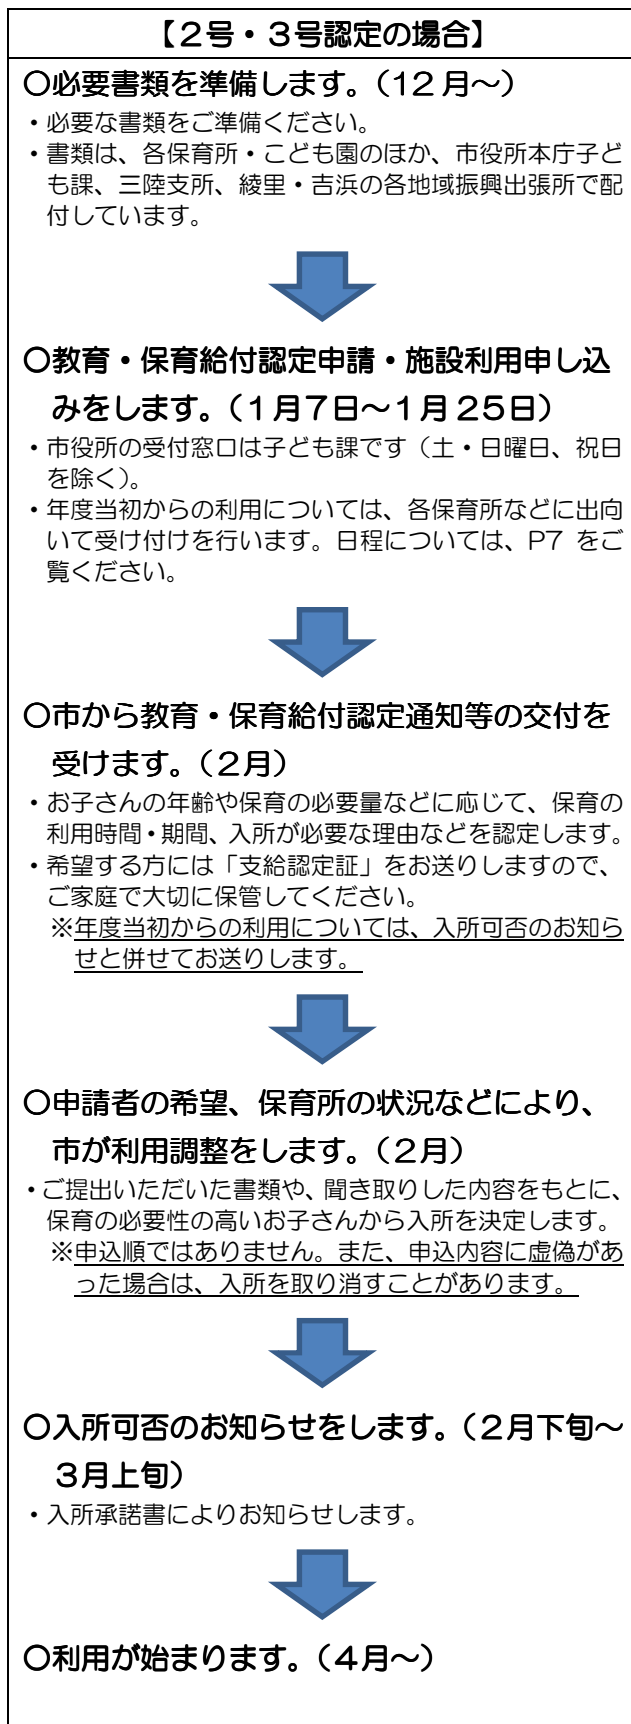 【２号・３号認定の場合】
〇必要書類を準備します。（12 月～）
・必要な書類をご準備ください。
・書類は、各保育所・こども園のほか、市役所本庁子ど
も課、三陸支所、綾里・吉浜の各地域振興出張所で配
付しています。
〇教育・保育給付認定申請・施設利用申し込
みをします。（１月７日～１月 25日）
・市役所の受付窓口は子ども課です（土・日曜日、祝日
を除く）。
・年度当初からの利用については、各保育所などに出向
いて受け付けを行います。日程については、P7 をご
覧ください。
〇市から教育・保育給付認定通知等の交付を
受けます。（２月）
・お子さんの年齢や保育の必要量などに応じて、保育の
利用時間・期間、入所が必要な理由などを認定します。
・希望する方には「支給認定証」をお送りしますので、
ご家庭で大切に保管してください。
※年度当初からの利用については、入所可否のお知ら
せと併せてお送りします。
〇申請者の希望、保育所の状況などにより、
市が利用調整をします。（２月）
・ご提出いただいた書類や、聞き取りした内容をもとに、
保育の必要性の高いお子さんから入所を決定します。
※申込順ではありません。また、申込内容に虚偽があ
った場合は、入所を取り消すことがあります。
〇入所可否のお知らせをします。（２月下旬～
３月上旬）
・入所承諾書によりお知らせします。
〇利用が始まります。（４月～）